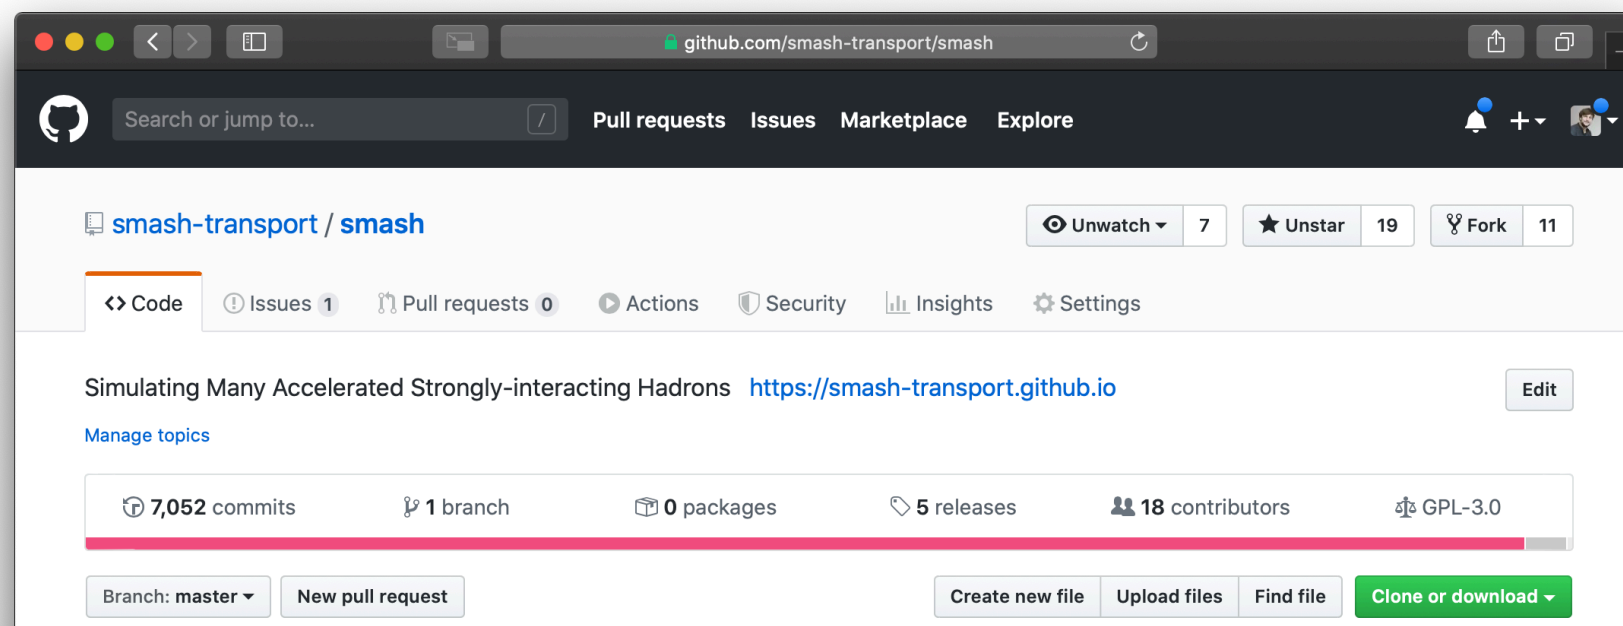 github.com/smash-transport/smash
Search or jump to... / Pull requests Issues Marketplace Explore
smash-transport / smash Unwatch 7 Unstar 19 Fork 11
Code Issues 1 Pull requests 0 Actions Security Insights Settings
Simulating Many Accelerated Strongly-interacting Hadrons https://smash-transport.github.io Edit
Manage topics
7,052 commits 1 branch 0 packages 5 releases 18 contributors GPL-3.0
Branch: master New pull request Create new file Upload files Find file Clone or download